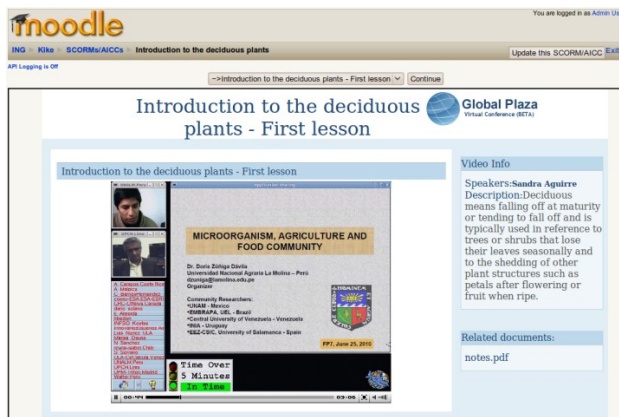 moodle
You are logged in as Admin Us
ING ► Kike ► SCORMs/AICCs ► Introduction to the deciduous plants
Update this SCORM/AICC
Exit
API Logging is Off
-->Introduction to the deciduous plants - First lesson
Continue
Introduction to the deciduous
plants - First lesson
Global Plaza
Virtual Conference (BETA)
Introduction to the deciduous plants - First lesson
MICROORGANISM, AGRICULTURE AND
FOOD COMMUNITY
Dr. Doris Zúñiga Dávila
Universidad Nacional Agraria La Molina – Perú
dzuniga@lamolina.edu.pe
Organizer
Community Researchers:
•UNAM - Mexico
•EMBRAPA, UEL - Brazil
•Central University of Venezuela - Venezuela
•INIA - Uruguay
•EEZ-CSIC, University of Salamanca - Spain
FP7, June 25, 2010
Time Over
5 Minutes
In Time
00:44
03:06
Video Info
Speakers:Sandra Aguirre
Description:Deciduous
means falling off at maturity
or tending to fall off and is
typically used in reference to
trees or shrubs that lose
their leaves seasonally and
to the shedding of other
plant structures such as
petals after flowering or
fruit when ripe.
Related documents:
notes.pdf